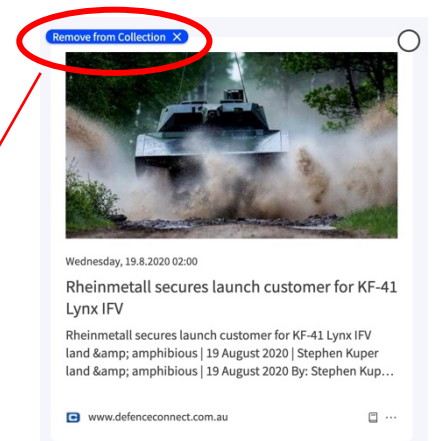 Remove from Collection ×
Wednesday, 19.8.2020 02:00
Rheinmetall secures launch customer for KF-41
Lynx IFV
Rheinmetall secures launch customer for KF-41 Lynx IFV
land &amp; amphibious | 19 August 2020 | Stephen Kuper
land &amp; amphibious | 19 August 2020 By: Stephen Kup...
www.defenceconnect.com.au